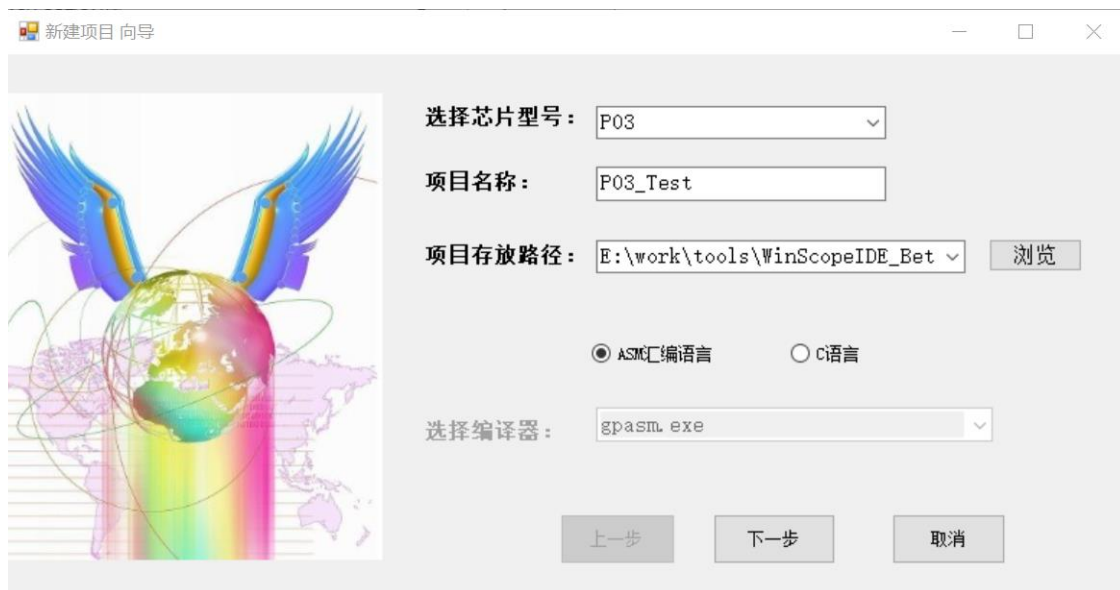 新建项目 向导
选择芯片型号： P03
项目名称： P03_Test
项目存放路径： E:\work\tools\WinScopeIDE_Bet 浏览
ASM汇编语言 C语言
选择编译器： gpasm.exe
上一步 下一步 取消